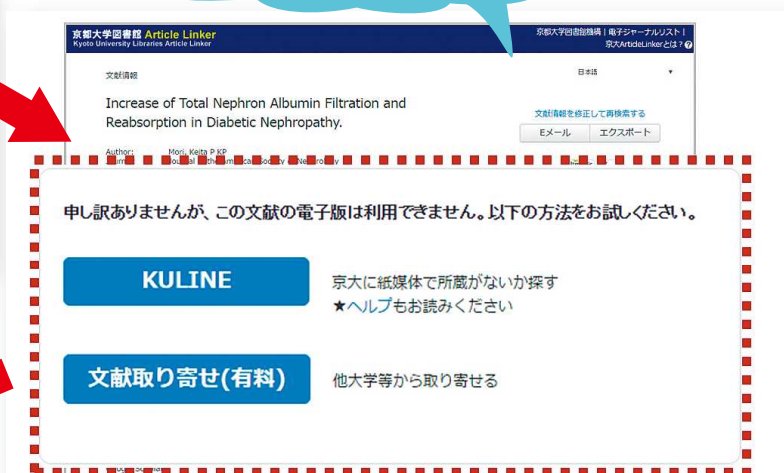 京都大学図書館 Article Linker
Kyoto University Libraries Article Linker
京都大学図書館機構 | 電子ジャーナルリスト |
京大ArticleLinkerとは?
文献情報
日本語
Increase of Total Nephron Albumin Filtration and
Reabsorption in Diabetic Nephropathy.
文献情報を修正して再検索する
Eメール
エクスポート
Author: Mori, Keita P KP
申し訳ありませんが、この文献の電子版は利用できません。以下の方法をお試しください。
KULINE
京大に紙媒体で所蔵がないか探す
★ヘルプもお読みください
文献取り寄せ(有料)
他大学等から取り寄せる